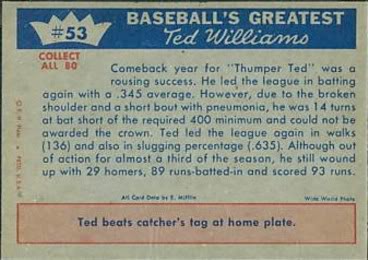 #53
BASEBALL'S GREATEST
Ted Williams
COLLECT
ALL 80
Comeback year for "Thumper Ted" was a
rousing success. He led the league in batting
again with a .345 average. However, due to the broken
shoulder and a short bout with pneumonia, he was 14 turns
at bat short of the required 400 minimum and could not be
awarded the crown. Ted led the league again in walks
(136) and also in slugging percentage (.635). Although out
of action for almost a third of the season, he still wound
up with 29 homers, 89 runs-batted-in and scored 93 runs.
All Card Data by E. Mifflin
Wide World Photo
Ted beats catcher's tag at home plate.